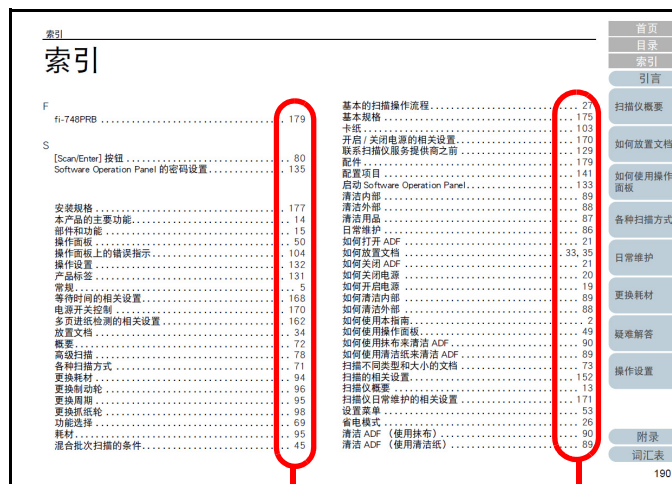 索引
索引
F
fi-748PRB ................................ 179
S
[Scan/Enter] 按钮 ................................ 80
Software Operation Panel 的密码设置 ................ 135
安装规格 ................................ 177
本产品的主要功能 ................................ 14
部件和功能 ................................ 15
操作面板 ................................ 50
操作面板上的错误指示 ................................ 104
操作设置 ................................ 132
产品标签 ................................ 131
常规 ................................ 5
等待时间的相关设置 ................................ 168
电源开关控制 ................................ 170
多页进纸检测的相关设置 ................................ 162
放置文档 ................................ 34
概要 ................................ 72
高级扫描 ................................ 78
各种扫描方式 ................................ 71
更换耗材 ................................ 94
更换制动轮 ................................ 96
更换周期 ................................ 95
更换抓纸轮 ................................ 98
功能选择 ................................ 69
耗材 ................................ 95
混合批次扫描的条件 ................................ 45
基本的扫描操作流程 ................................ 27
基本规格 ................................ 175
卡纸 ................................ 103
开启 / 关闭电源的相关设置 ................................ 170
联系扫描仪服务提供商之前 ................................ 129
配件 ................................ 179
配置项目 ................................ 141
启动 Software Operation Panel ................ 133
清洁内部 ................................ 89
清洁外部 ................................ 88
清洁用品 ................................ 87
日常维护 ................................ 86
如何打开 ADF ................................ 21
如何放置文档 ................................ 33, 35
如何关闭 ADF ................................ 21
如何关闭电源 ................................ 20
如何开启电源 ................................ 19
如何清洁内部 ................................ 89
如何清洁外部 ................................ 88
如何使用本指南 ................................ 2
如何使用操作面板 ................................ 49
如何使用抹布来清洁 ADF ................................ 90
如何使用清洁纸来清洁 ADF ................................ 89
扫描不同类型和大小的文档 ................................ 73
扫描的相关设置 ................................ 152
扫描仪概要 ................................ 13
扫描仪日常维护的相关设置 ................................ 171
设置菜单 ................................ 53
省电模式 ................................ 26
清洁 ADF （使用抹布） ................................ 90
清洁 ADF （使用清洁纸） ................................ 89
首页
目录
索引
引言
扫描仪概要
如何放置文档
如何使用操作
面板
各种扫描方式
日常维护
更换耗材
疑难解答
操作设置
附录
词汇表
190